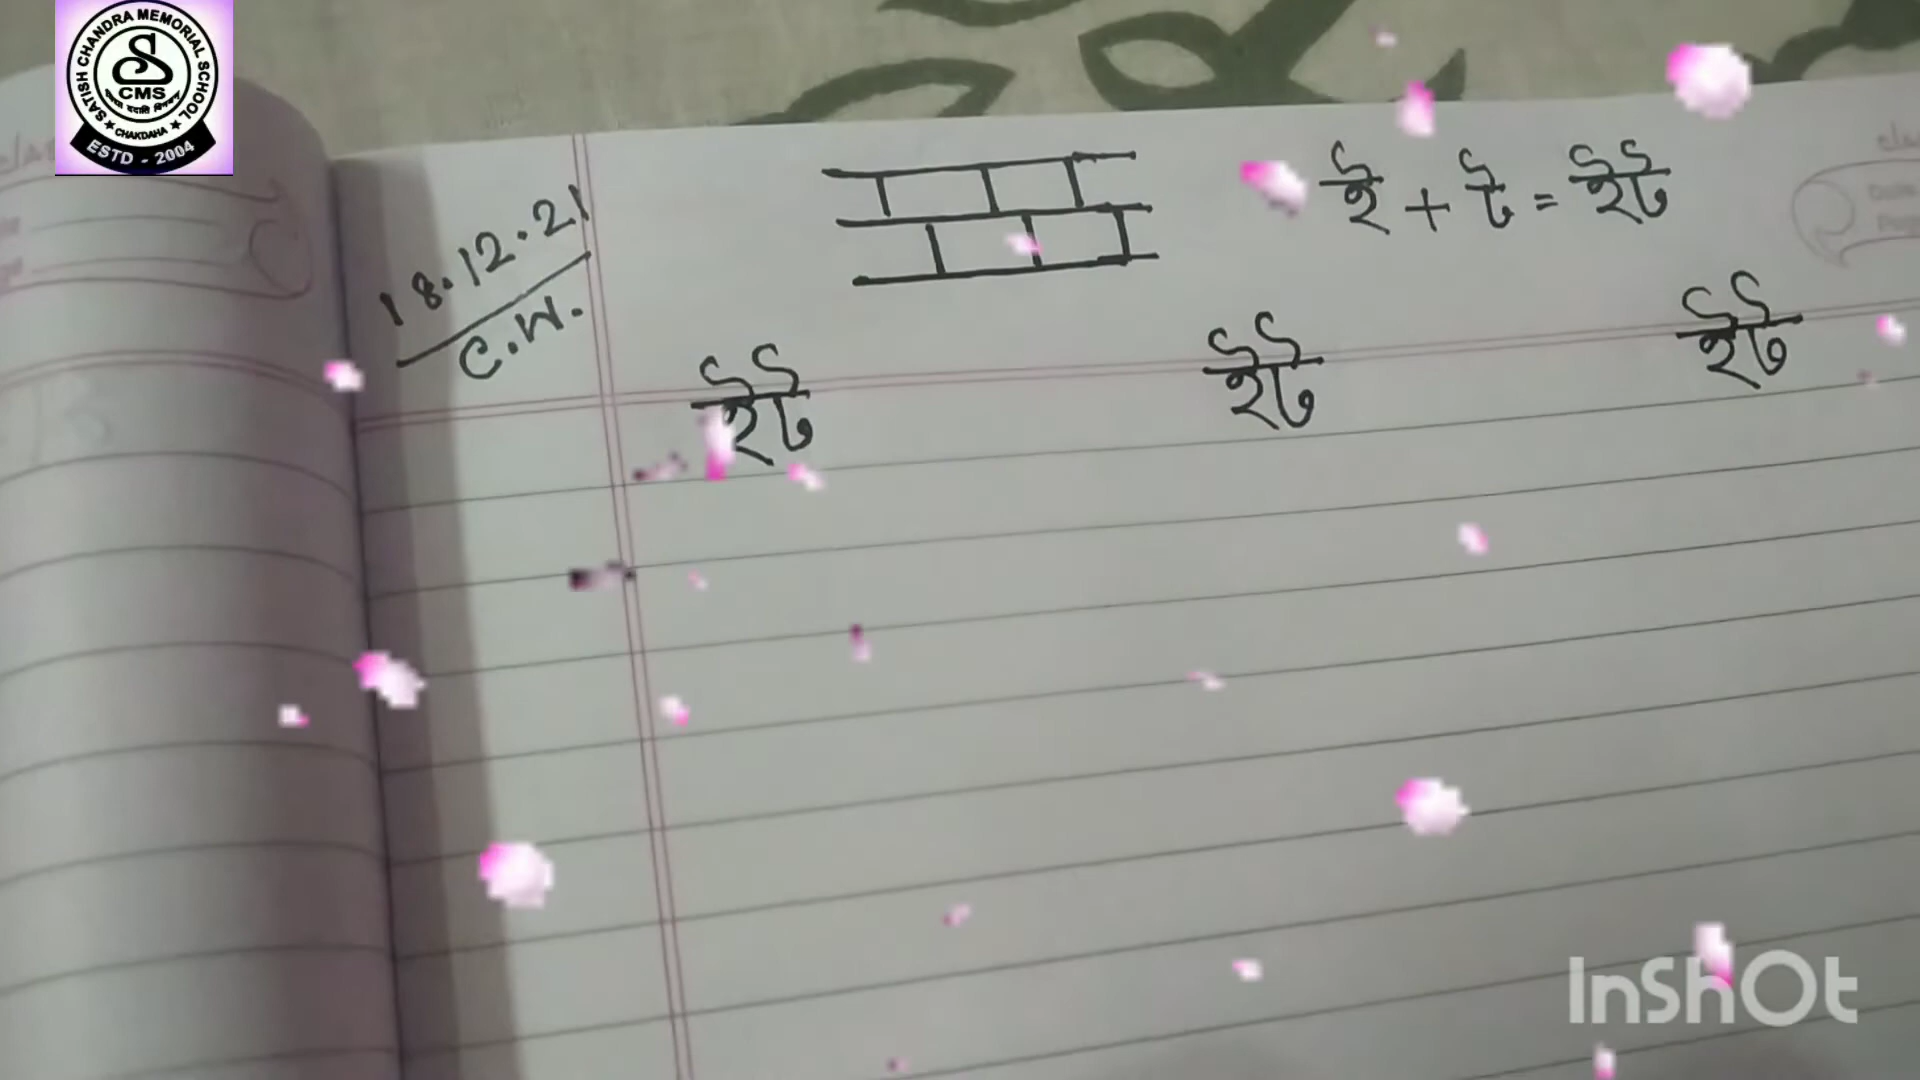 SATISH CHANDRA MEMORIAL SCHOOL
CMS
CHAKDAHA
ESTD - 2004
18.12.21
C.W.
ই + ট = ইট
ইট ইট ইট
InShOt